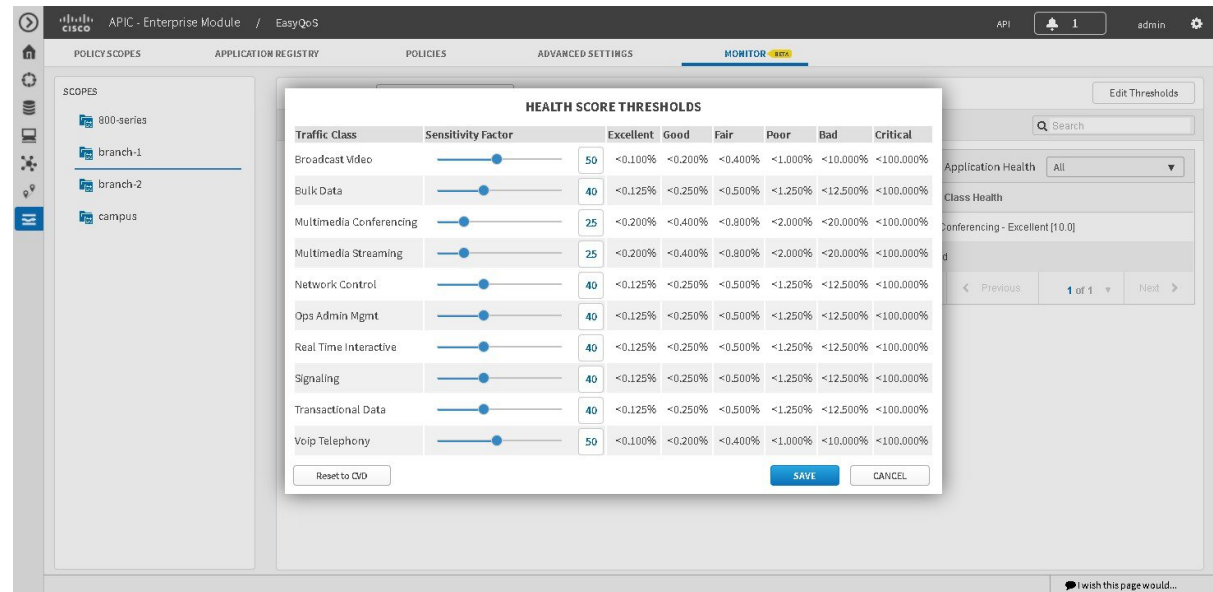 cisco APIC - Enterprise Module / EasyQoS API 1 admin
POLICY SCOPES APPLICATION REGISTRY POLICIES ADVANCED SETTINGS MONITOR BETA
SCOPES
800-series
branch-1
branch-2
campus
Edit Thresholds
Search
Application Health All
Class Health
Conferencing - Excellent [10.0]
d
Previous 1 of 1 Next
HEALTH SCORE THRESHOLDS
Traffic Class Sensitivity Factor Excellent Good Fair Poor Bad Critical
Broadcast Video 50 <0.100% <0.200% <0.400% <1.000% <10.000% <100.000%
Bulk Data 40 <0.125% <0.250% <0.500% <1.250% <12.500% <100.000%
Multimedia Conferencing 25 <0.200% <0.400% <0.800% <2.000% <20.000% <100.000%
Multimedia Streaming 25 <0.200% <0.400% <0.800% <2.000% <20.000% <100.000%
Network Control 40 <0.125% <0.250% <0.500% <1.250% <12.500% <100.000%
Ops Admin Mgmt 40 <0.125% <0.250% <0.500% <1.250% <12.500% <100.000%
Real Time Interactive 40 <0.125% <0.250% <0.500% <1.250% <12.500% <100.000%
Signaling 40 <0.125% <0.250% <0.500% <1.250% <12.500% <100.000%
Transactional Data 40 <0.125% <0.250% <0.500% <1.250% <12.500% <100.000%
Voip Telephony 50 <0.100% <0.200% <0.400% <1.000% <10.000% <100.000%
Reset to CVD SAVE CANCEL
I wish this page would...